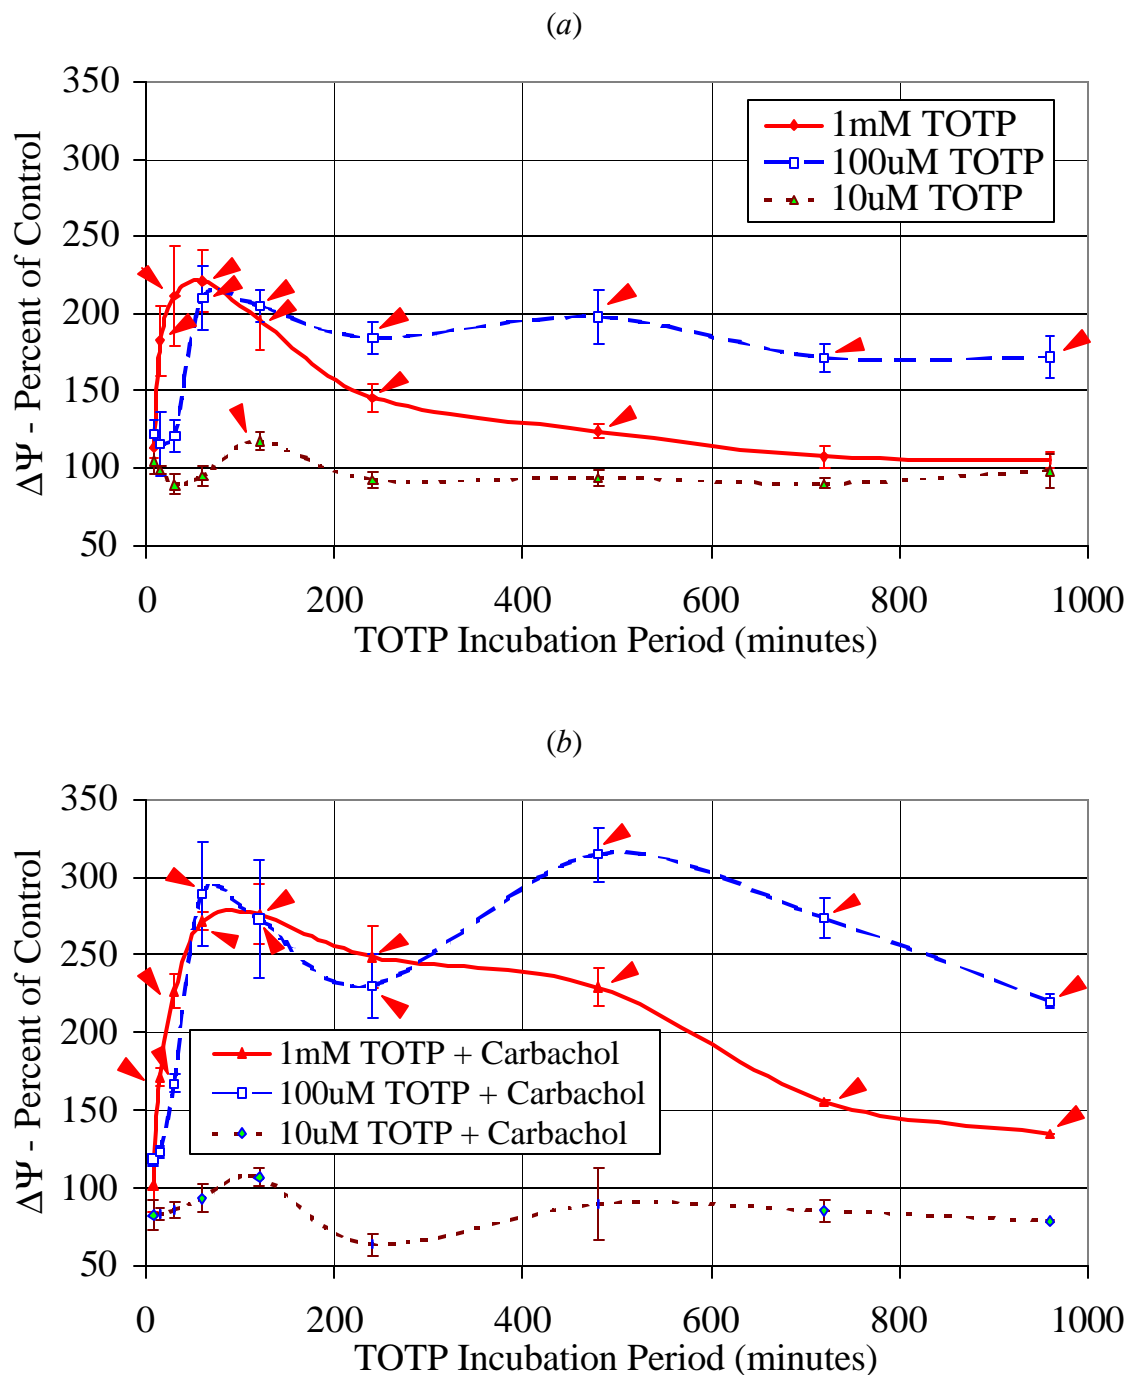 (a)
350
300
250
200
150
100
50
ΔΨ - Percent of Control
1mM TOTP
100uM TOTP
10uM TOTP
0 200 400 600 800 1000
TOTP Incubation Period (minutes)
(b)
350
300
250
200
150
100
50
ΔΨ - Percent of Control
1mM TOTP + Carbachol
100uM TOTP + Carbachol
10uM TOTP + Carbachol
0 200 400 600 800 1000
TOTP Incubation Period (minutes)